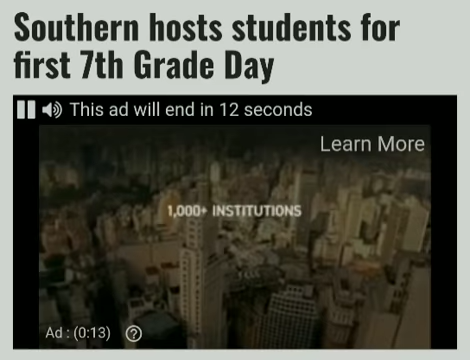 Southern hosts students for
first 7th Grade Day
This ad will end in 12 seconds
Learn More
1,000+ INSTITUTIONS
Ad : (0:13)
?